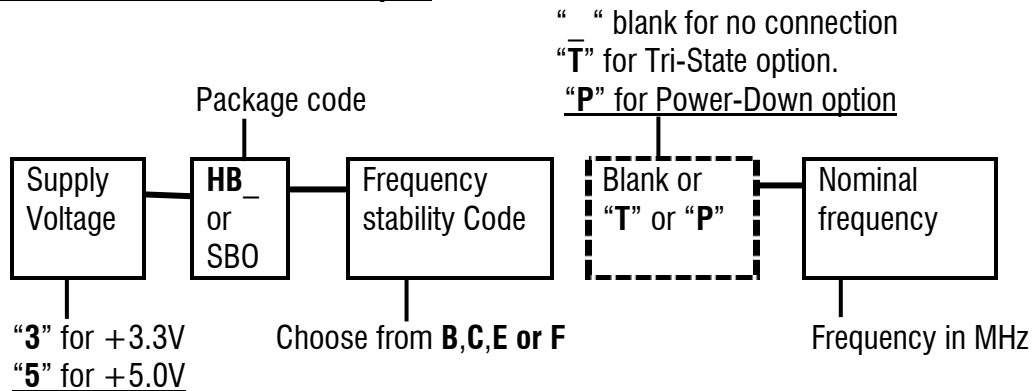 "_ " blank for no connection
"T" for Tri-State option.
"P" for Power-Down option
Package code
Supply
Voltage
HB_
or
SBO
Frequency
stability Code
Blank or
"T" or "P"
Nominal
frequency
"3" for +3.3V
"5" for +5.0V
Choose from B,C,E or F
Frequency in MHz